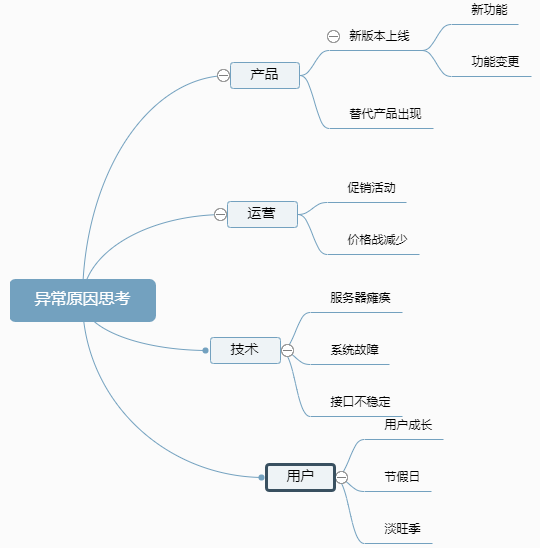 异常原因思考
产品
新版本上线
新功能
功能变更
替代产品出现
运营
促销活动
价格战减少
技术
服务器瘫痪
系统故障
接口不稳定
用户
用户成长
节假日
淡旺季